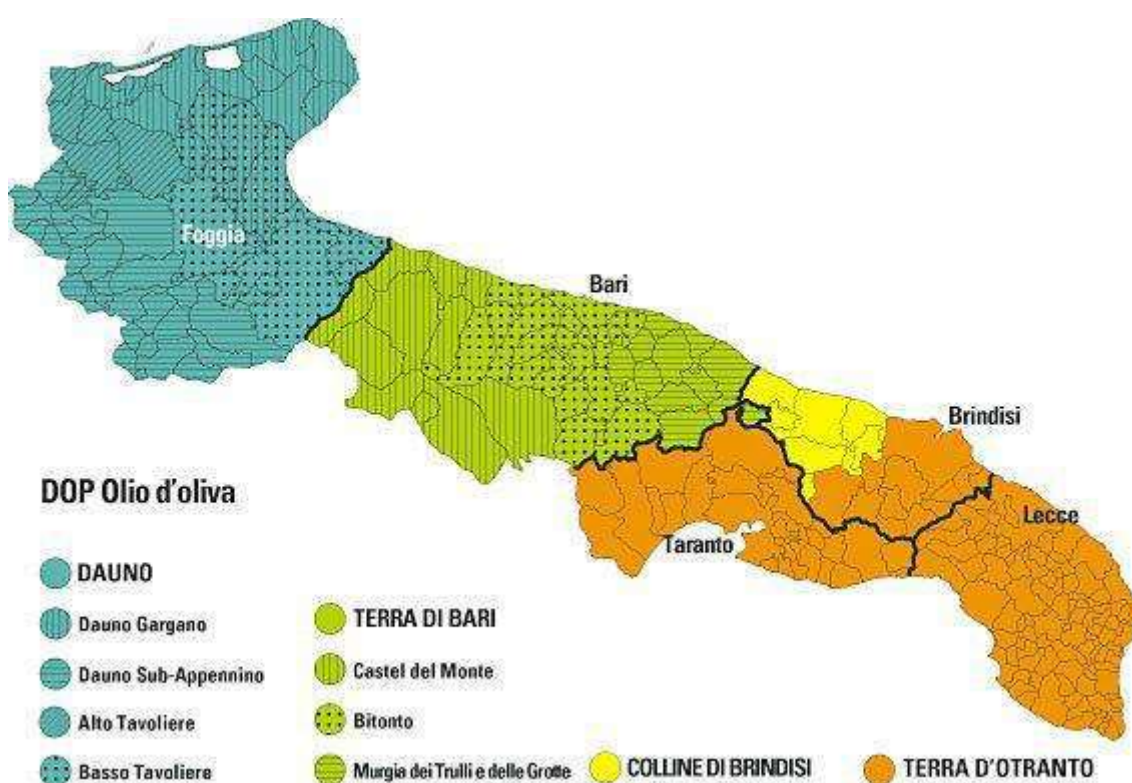 Foggia
Bari
Brindisi
Lecce
Taranto
DOP Olio d'oliva
DAUNO
Dauno Gargano
Dauno Sub-Appennino
Alto Tavoliere
Basso Tavoliere
TERRA DI BARI
Castel del Monte
Bitonto
Murgia dei Trulli e delle Grotte
COLLINE DI BRINDISI
TERRA D'OTRANTO